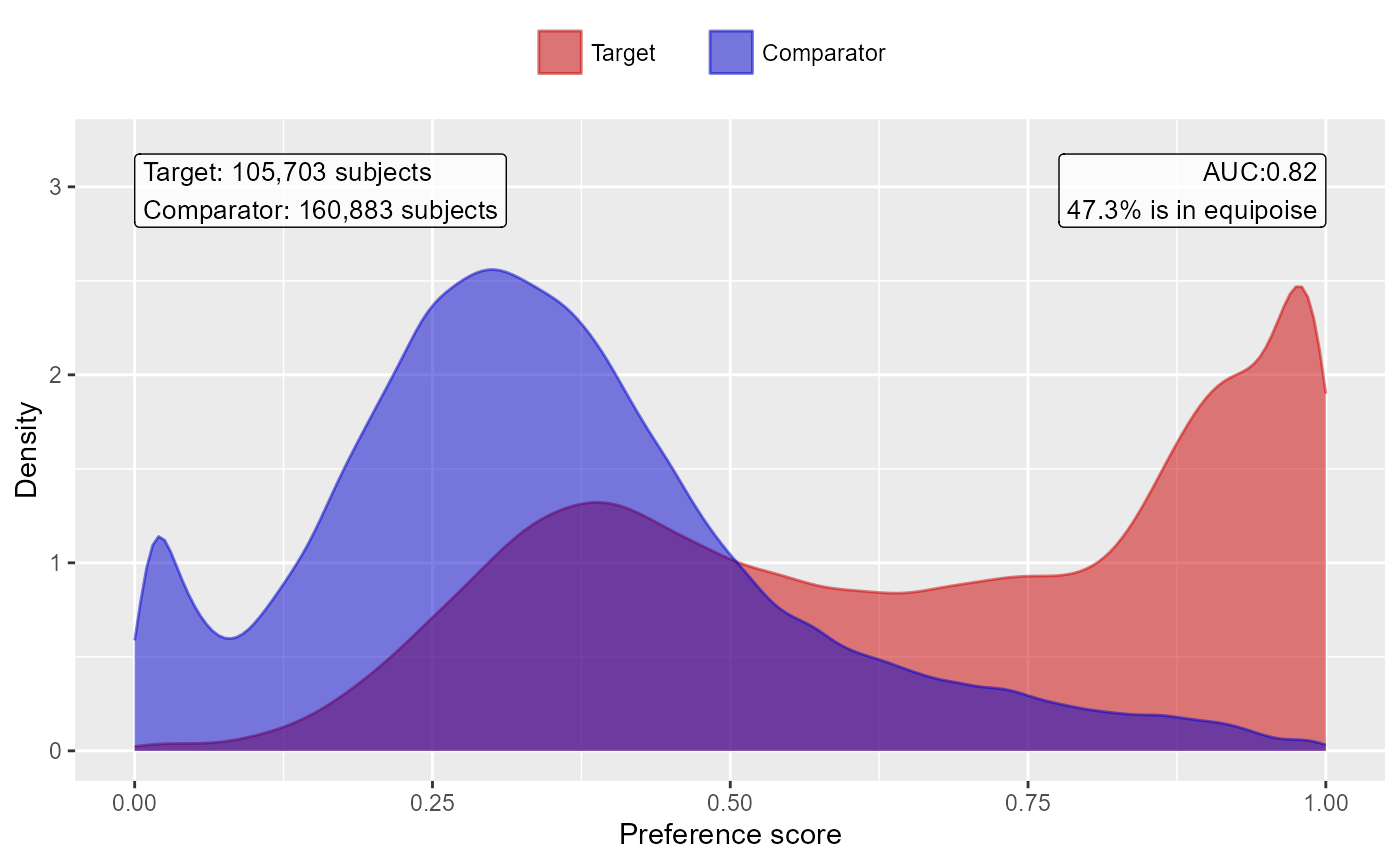 Target
Comparator
Target: 105,703 subjects
Comparator: 160,883 subjects
AUC:0.82
47.3% is in equipoise
Density
3
2
1
0
0.00
0.25
0.50
0.75
1.00
Preference score